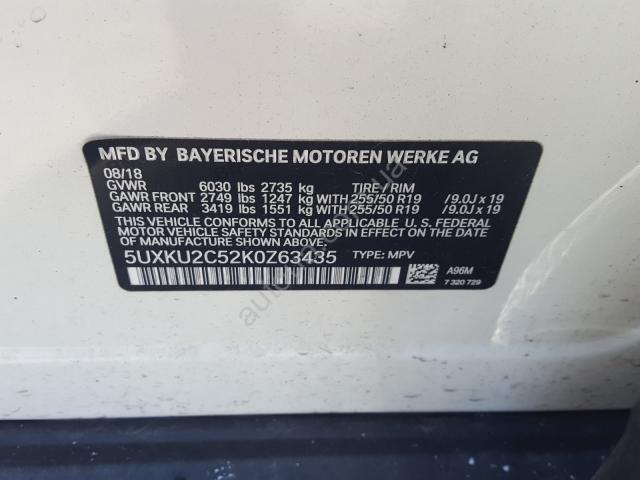 MFD BY BAYERISCHE MOTOREN WERKE AG
08/18
GVWR 6030 lbs 2735 kg TIRE / RIM
GAWR FRONT 2749 lbs 1247 kg WITH 255/50 R19 /9.0J x 19
GAWR REAR 3419 lbs 1551 kg WITH 255/50 R19 /9.0J x 19
THIS VEHICLE CONFORMS TO ALL APPLICABLE U. S. FEDERAL
MOTOR VEHICLE SAFETY STANDARDS IN EFFECT ON THE
DATE OF MANUFACTURE SHOWN ABOVE.
5UXKU2C52K0Z63435 TYPE: MPV
A96M
7 320 729